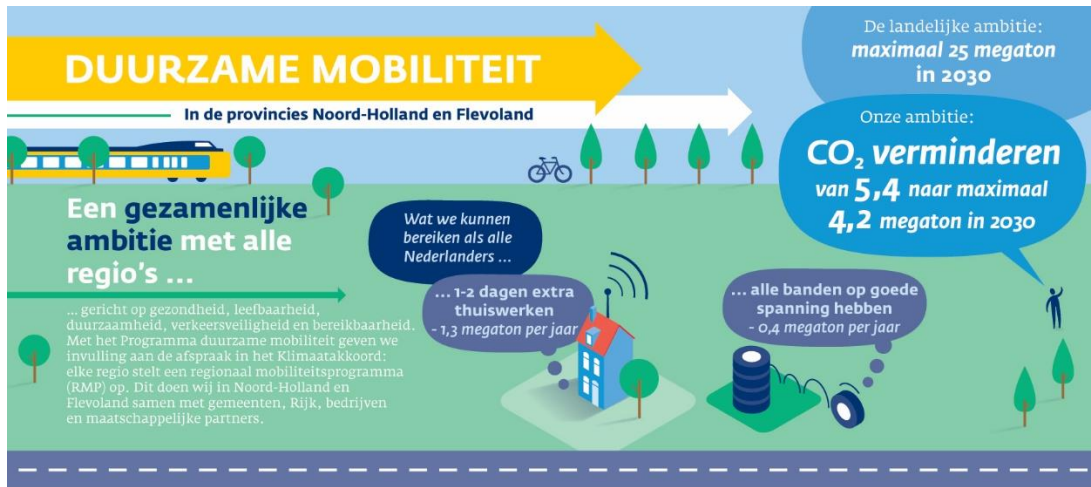 DUURZAME MOBILITEIT
In de provincies Noord-Holland en Flevoland
De landelijke ambitie:
maximaal 25 megaton
in 2030
Onze ambitie:
CO₂ verminderen
van 5,4 naar maximaal
4,2 megaton in 2030
Een gezamenlijke
ambitie met alle
regio's ...
... gericht op gezondheid, leefbaarheid,
duurzaamheid, verkeersveiligheid en bereikbaarheid.
Met het Programma duurzame mobiliteit geven we
invulling aan de afspraak in het Klimaatakkoord:
elke regio stelt een regionaal mobiliteitsprogramma
(RMP) op. Dit doen wij in Noord-Holland en
Flevoland samen met gemeenten, Rijk, bedrijven
en maatschappelijke partners.
Wat we kunnen
bereiken als alle
Nederlanders ...
... 1-2 dagen extra
thuiswerken
- 1,3 megaton per jaar
... alle banden op goede
spanning hebben
- 0,4 megaton per jaar